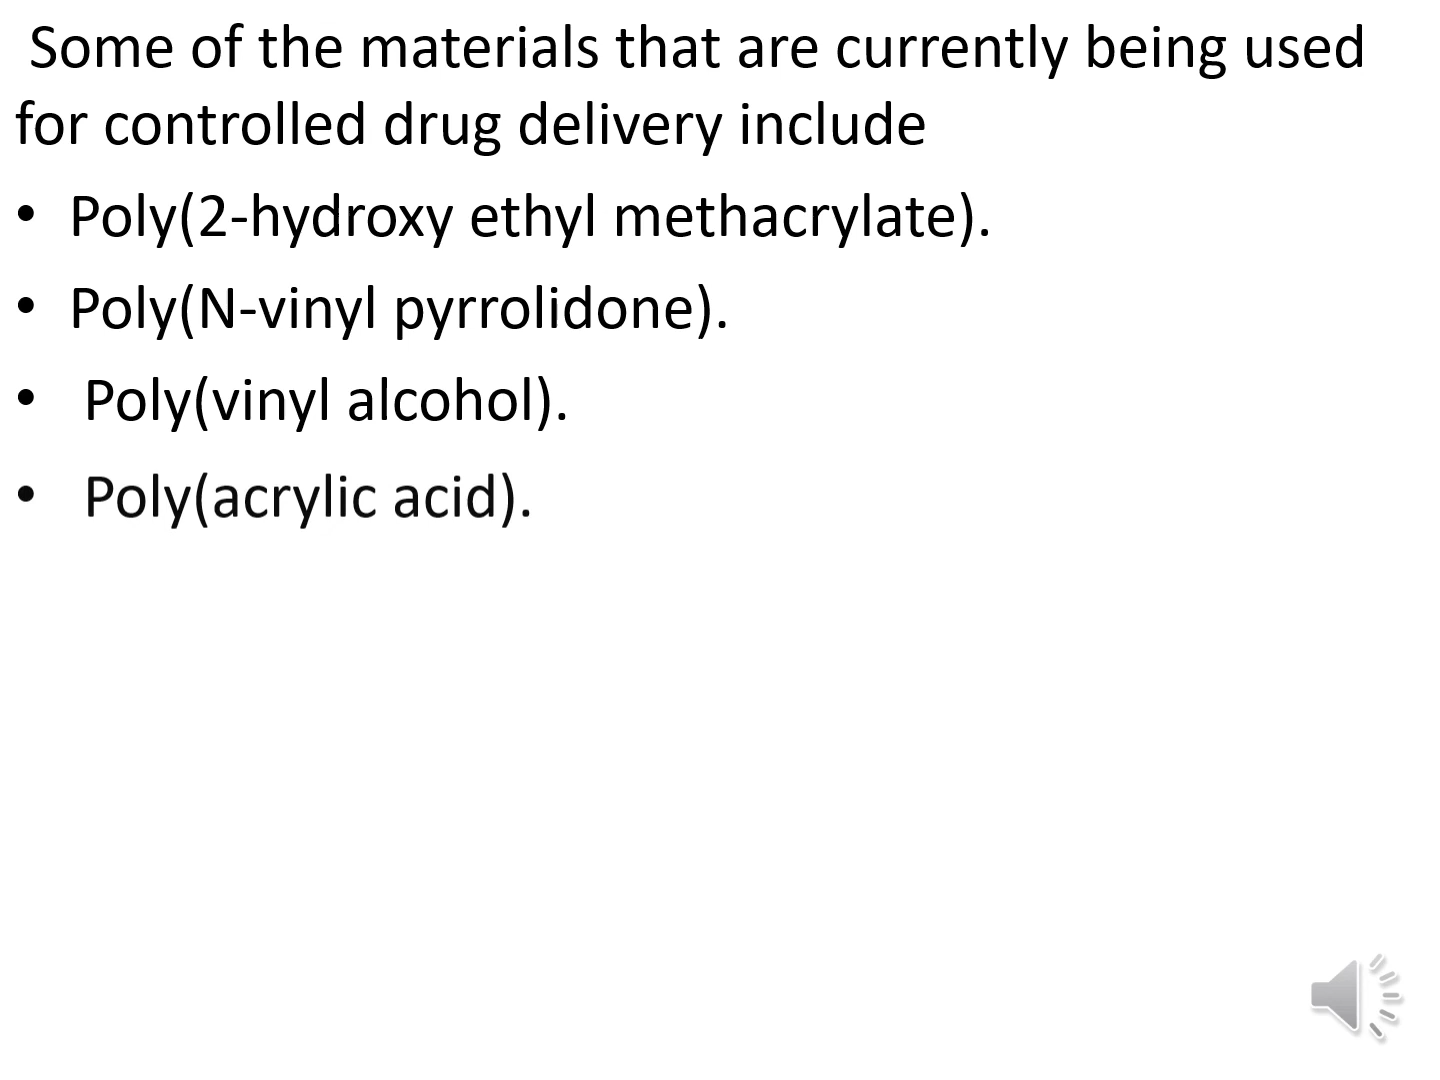 Some of the materials that are currently being used
for controlled drug delivery include
• Poly(2-hydroxy ethyl methacrylate).
• Poly(N-vinyl pyrrolidone).
• Poly(vinyl alcohol).
• Poly(acrylic acid).